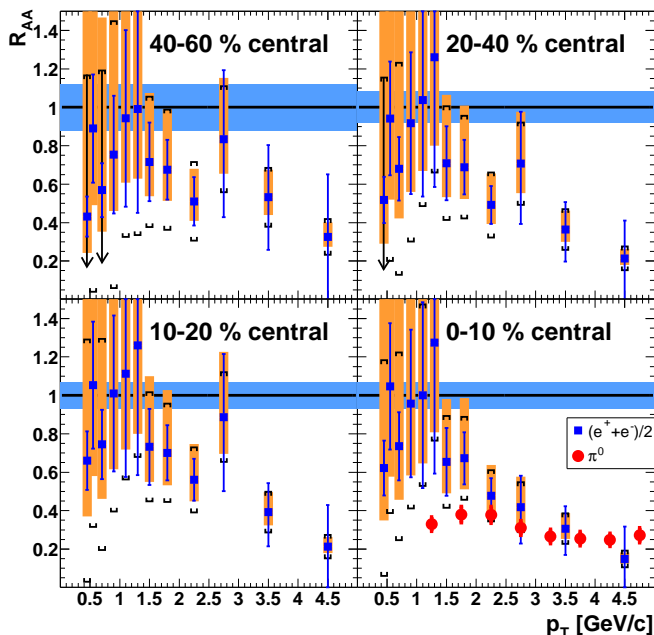 R_AA
1.4
1.2
1
0.8
0.6
0.4
0.2
40-60 % central
20-40 % central
1.4
1.2
1
0.8
0.6
0.4
0.2
10-20 % central
0-10 % central
(e⁺+e⁻)/2
π⁰
0.5 1 1.5 2 2.5 3 3.5 4 4.5
0.5 1 1.5 2 2.5 3 3.5 4 4.5
p_T [GeV/c]